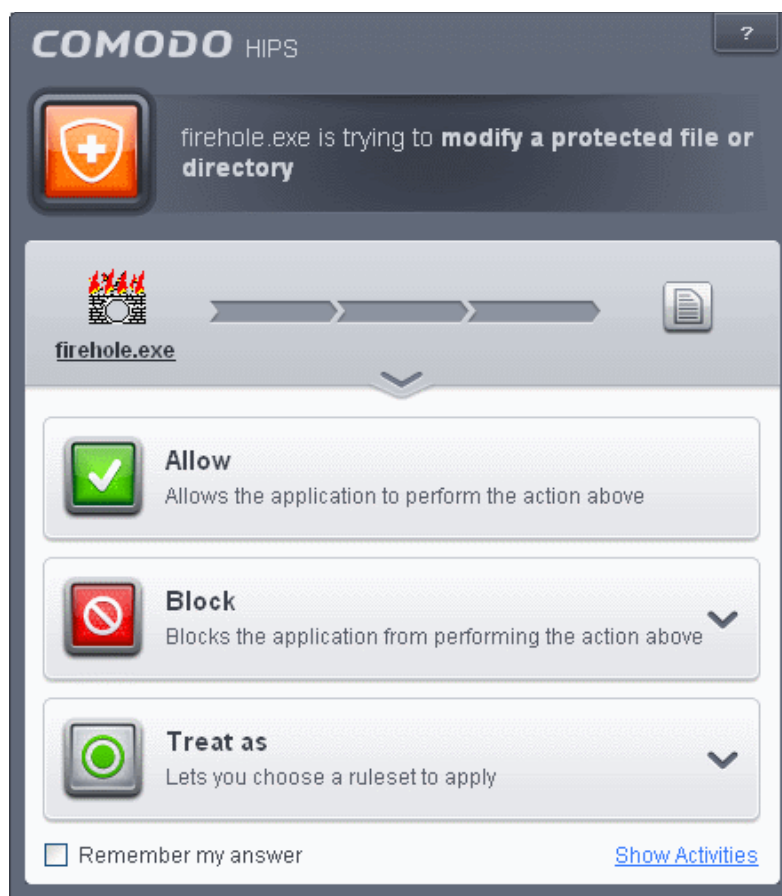 COMODO HIPS
?
firehole.exe is trying to modify a protected file or
directory
firehole.exe
Allow
Allows the application to perform the action above
Block
Blocks the application from performing the action above
Treat as
Lets you choose a ruleset to apply
Remember my answer
Show Activities